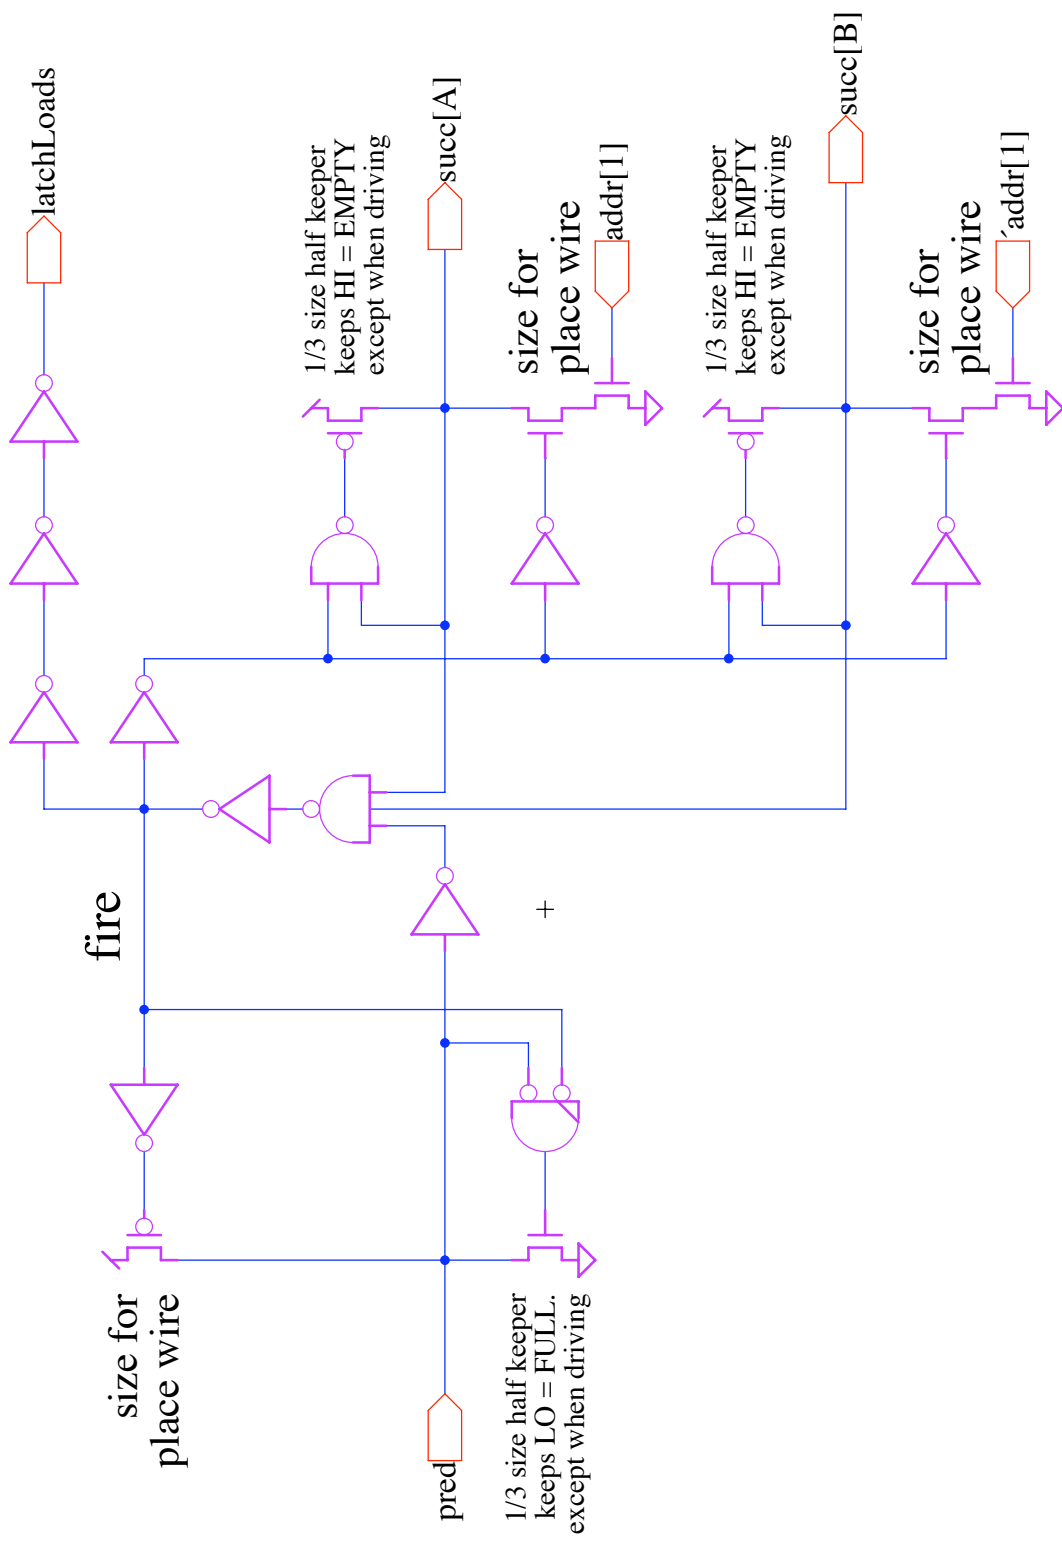 latchLoads
fire
size for
place wire
pred
1/3 size half keeper
keeps LO = FULL.
except when driving
+
1/3 size half keeper
keeps HI = EMPTY
except when driving
succ[A]
size for
place wire
addr[1]
1/3 size half keeper
keeps HI = EMPTY
except when driving
succ[B]
size for
place wire
´addr[1]